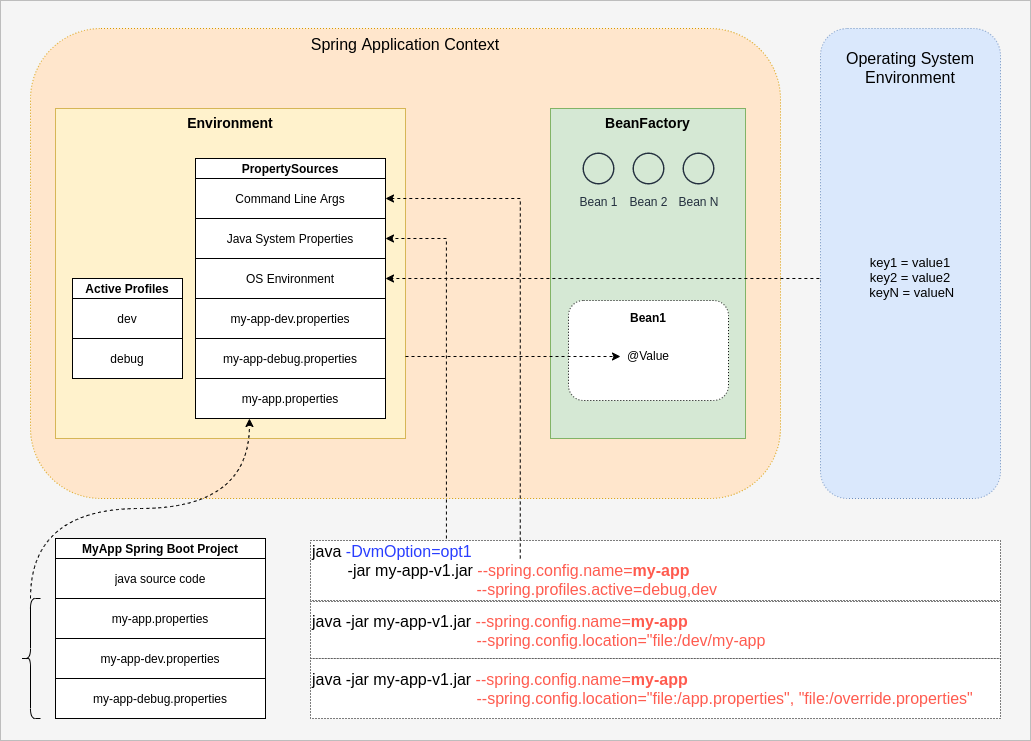 Spring Application Context
Environment
PropertySources
Command Line Args
Java System Properties
OS Environment
my-app-dev.properties
my-app-debug.properties
my-app.properties
Active Profiles
dev
debug
BeanFactory
Bean 1
Bean 2
Bean N
Bean1
@Value
Operating System
Environment
key1 = value1
key2 = value2
keyN = valueN
MyApp Spring Boot Project
java source code
my-app.properties
my-app-dev.properties
my-app-debug.properties
java -DvmOption=opt1
-jar my-app-v1.jar --spring.config.name=my-app
--spring.profiles.active=debug,dev
java -jar my-app-v1.jar --spring.config.name=my-app
--spring.config.location="file:/dev/my-app
java -jar my-app-v1.jar --spring.config.name=my-app
--spring.config.location="file:/app.properties", "file:/override.properties"